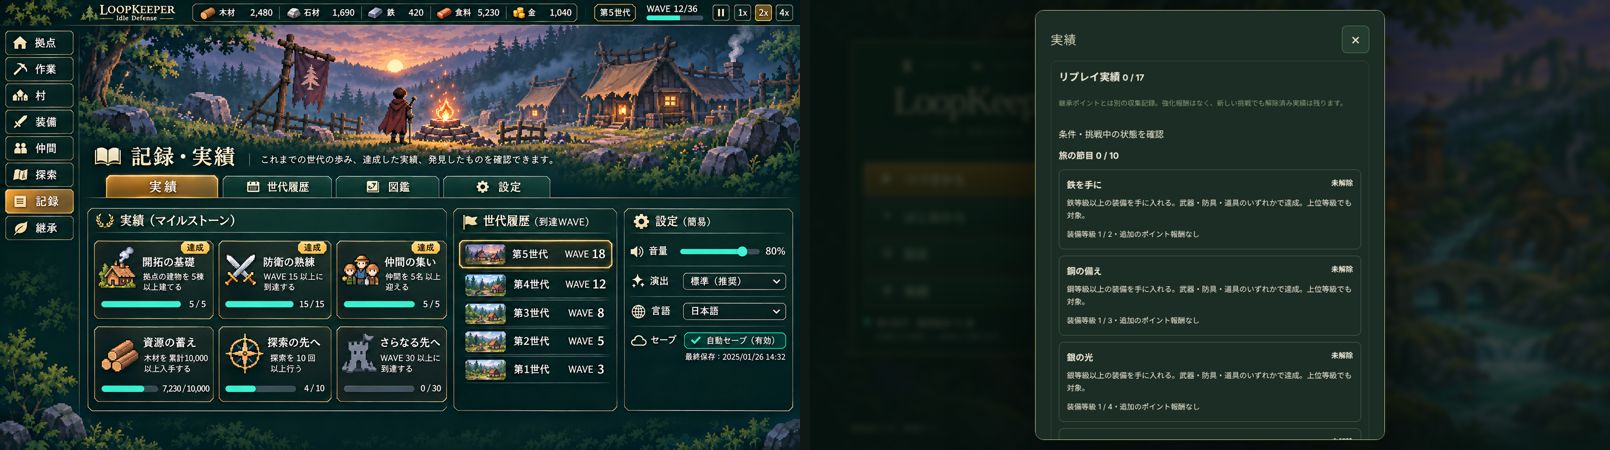 LOOPKEEPER
Idle Defense
木材 2,480
石材 1,690
鉄 420
食料 5,230
金 1,040
第5世代
WAVE 12/36
1x
2x
4x
拠点
作業
村
装備
仲間
探索
記録
継承
記録・実績
これまでの世代の歩み、達成した実績、発見したものを確認できます。
実績
世代履歴
図鑑
設定
実績（マイルストーン）
達成
開拓の基礎
拠点の建物を 5棟
以上建てる
5 / 5
達成
防衛の熟練
WAVE 15 以上に
到達する
15 / 15
達成
仲間の集い
仲間を 5名 以上
迎える
5 / 5
資源の蓄え
木材を 累計10,000
以上入手する
7,230 / 10,000
探索の先へ
探索を 10 回
以上行う
4 / 10
さらなる先へ
WAVE 30 以上に
到達する
0 / 30
世代履歴（到達WAVE）
第5世代 WAVE 18
第4世代 WAVE 12
第3世代 WAVE 8
第2世代 WAVE 5
第1世代 WAVE 3
設定（簡易）
音量 80%
演出 標準（推奨）
言語 日本語
セーブ 自動セーブ（有効）
最終保存：2025/01/26 14:32
LoopKeep
実績
リプレイ実績 0 / 17
継承ポイントとは別の収集記録。強化報酬はなく、新しい挑戦でも解除済み実績は残ります。
条件・挑戦中の状態を確認
旅の節目 0 / 10
鉄を手に 未解除
鉄等級以上の装備を手に入れる。武器・防具・道具のいずれかで達成。上位等級でも
対象。
装備等級 1 / 2・追加のポイント報酬なし
鋼の備え 未解除
鋼等級以上の装備を手に入れる。武器・防具・道具のいずれかで達成。上位等級でも
対象。
装備等級 1 / 3・追加のポイント報酬なし
銀の光 未解除
銀等級以上の装備を手に入れる。武器・防具・道具のいずれかで達成。上位等級でも
対象。
装備等級 1 / 4・追加のポイント報酬なし